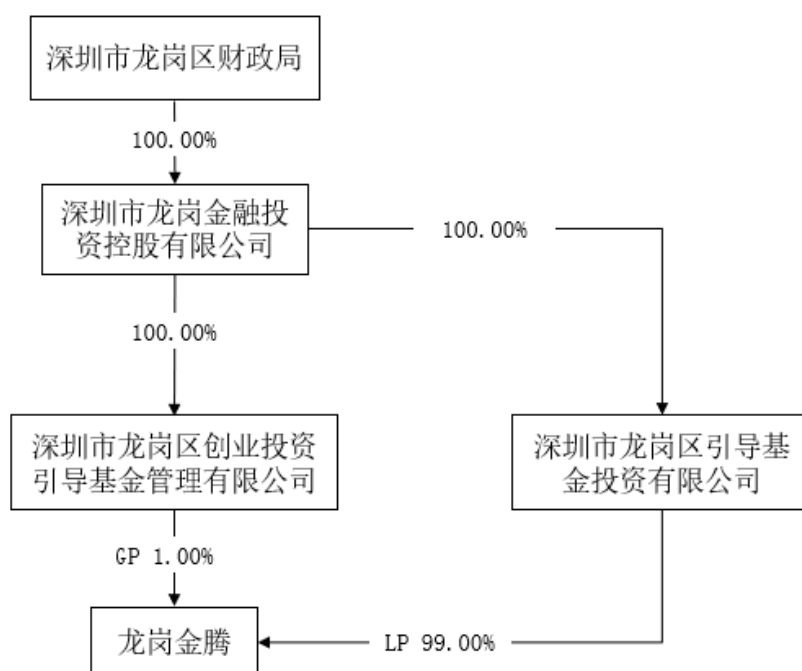 深圳市龙岗区财政局
100.00%
深圳市龙岗金融投
资控股有限公司
100.00%
100.00%
深圳市龙岗区创业投资
引导基金管理有限公司
深圳市龙岗区引导基
金投资有限公司
GP 1.00%
龙岗金腾
LP 99.00%